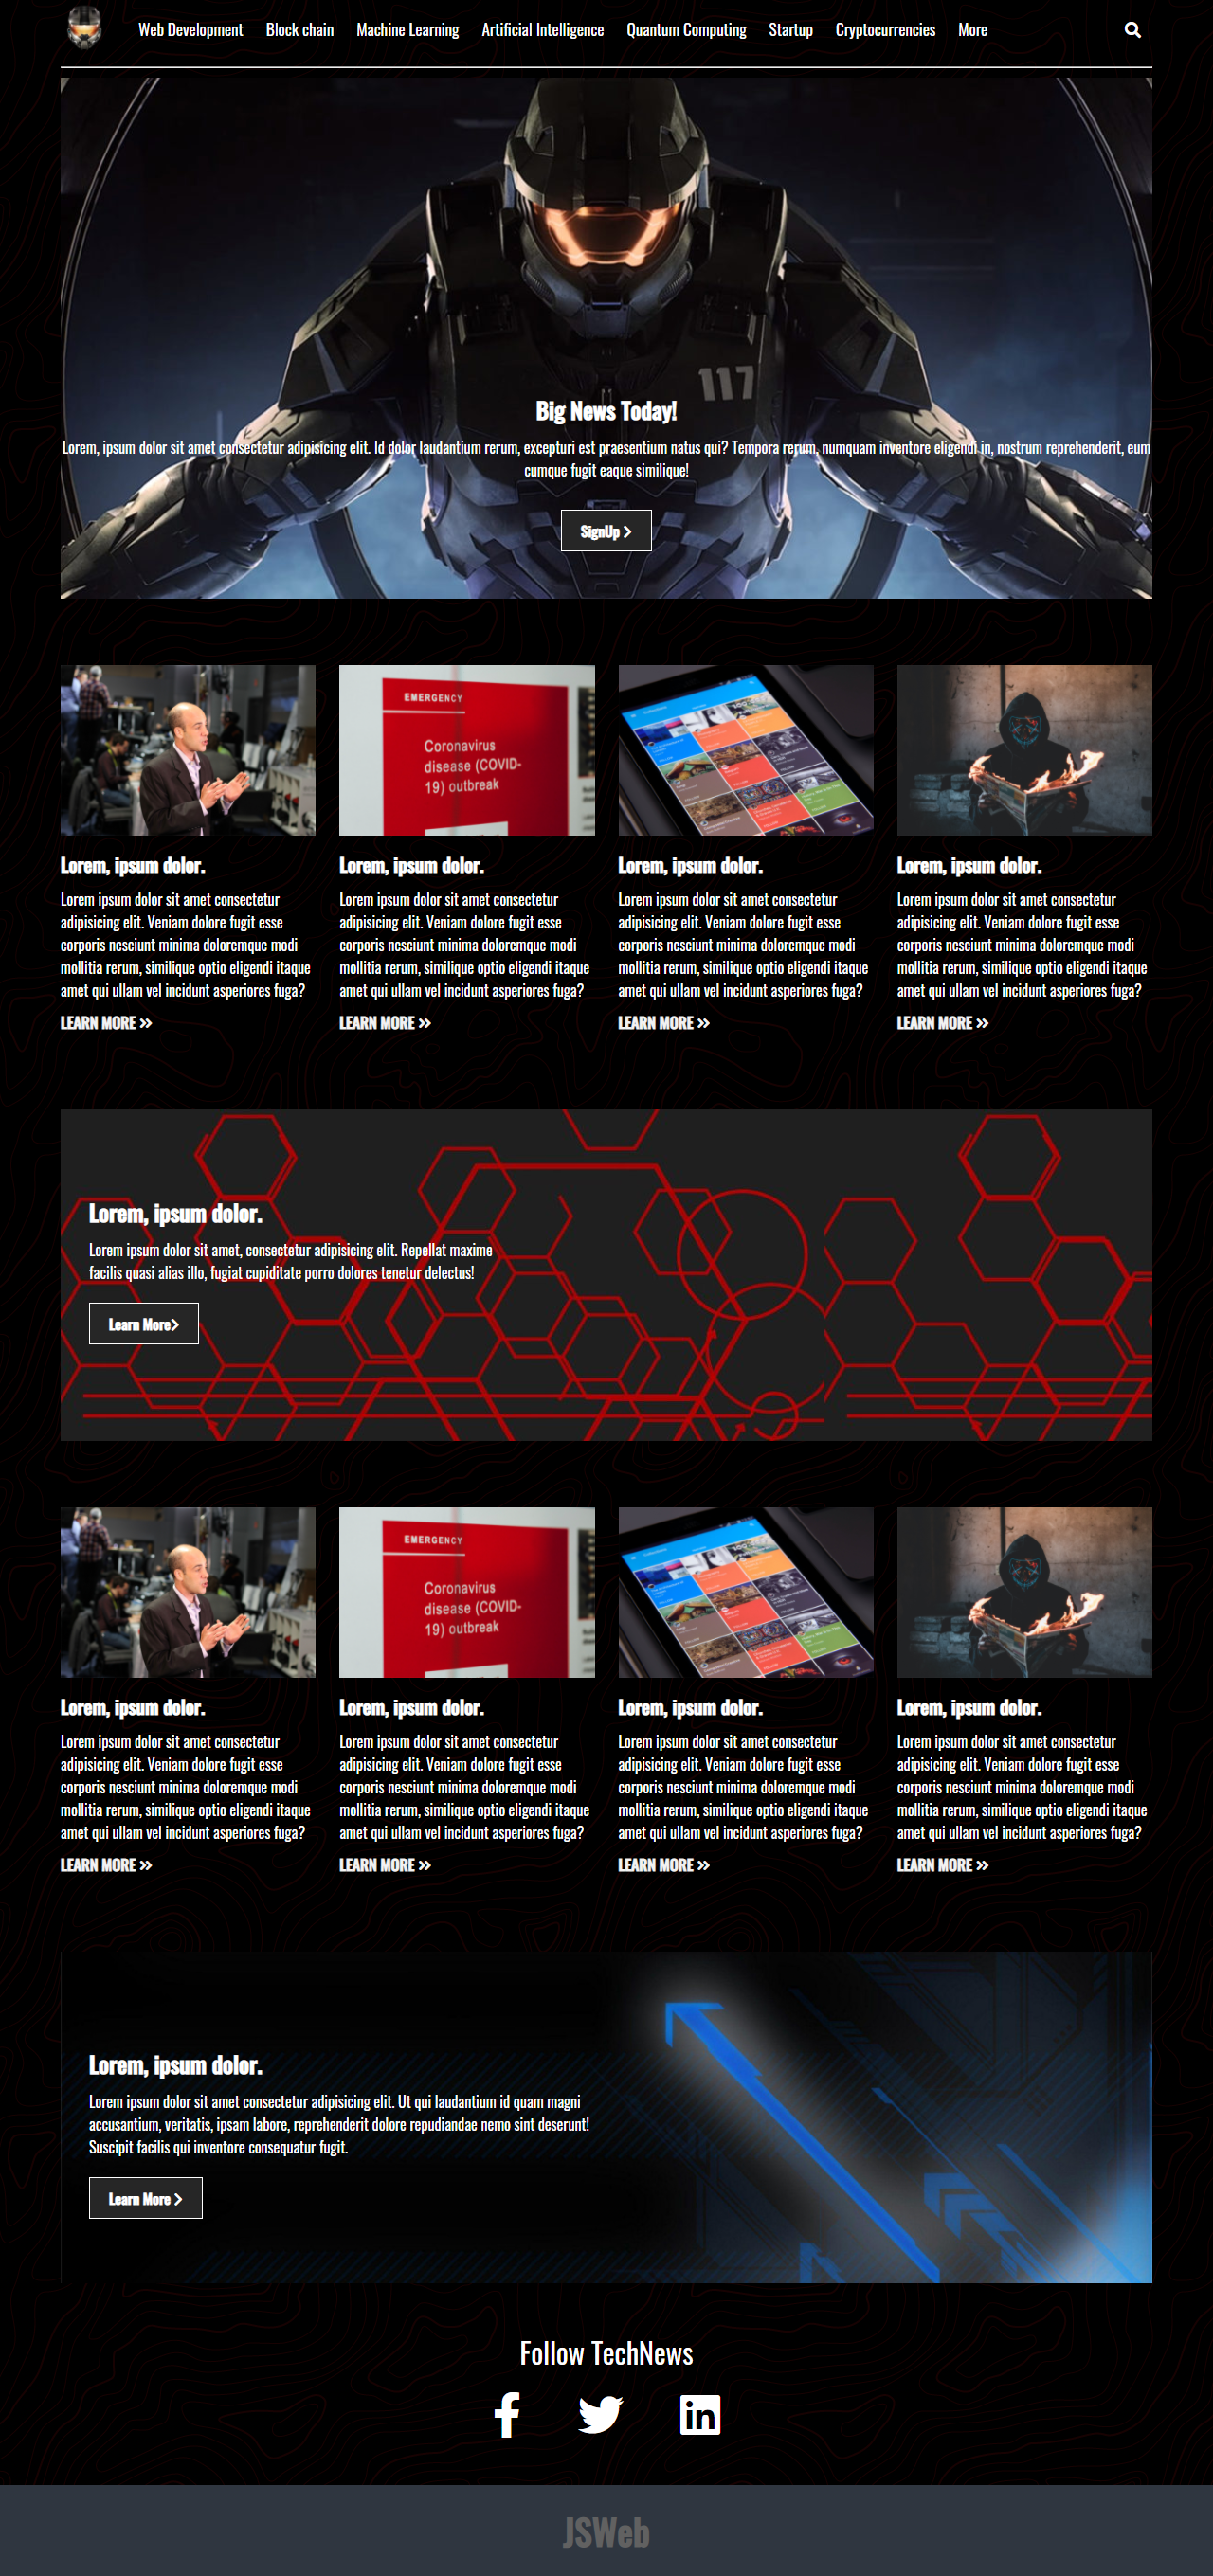 Web Development Block chain Machine Learning Artificial Intelligence Quantum Computing Startup Cryptocurrencies More
117
Big News Today!
Lorem, ipsum dolor sit amet consectetur adipisicing elit. Id dolor laudantium rerum, excepturi est praesentium natus qui? Tempora rerum, numquam inventore eligendi in, nostrum reprehenderit, eum
cumque fugit eaque similique!
SignUp
EMERGENCY
Coronavirus
disease (COVID-
19) outbreak
Lorem, ipsum dolor.
Lorem ipsum dolor sit amet consectetur
adipisicing elit. Veniam dolore fugit esse
corporis nesciunt minima doloremque modi
mollitia rerum, similique optio eligendi itaque
amet qui ullam vel incidunt asperiores fuga?
LEARN MORE
Lorem, ipsum dolor.
Lorem ipsum dolor sit amet consectetur
adipisicing elit. Veniam dolore fugit esse
corporis nesciunt minima doloremque modi
mollitia rerum, similique optio eligendi itaque
amet qui ullam vel incidunt asperiores fuga?
LEARN MORE
Lorem, ipsum dolor.
Lorem ipsum dolor sit amet consectetur
adipisicing elit. Veniam dolore fugit esse
corporis nesciunt minima doloremque modi
mollitia rerum, similique optio eligendi itaque
amet qui ullam vel incidunt asperiores fuga?
LEARN MORE
Lorem, ipsum dolor.
Lorem ipsum dolor sit amet consectetur
adipisicing elit. Veniam dolore fugit esse
corporis nesciunt minima doloremque modi
mollitia rerum, similique optio eligendi itaque
amet qui ullam vel incidunt asperiores fuga?
LEARN MORE
Lorem, ipsum dolor.
Lorem ipsum dolor sit amet, consectetur adipisicing elit. Repellat maxime
facilis quasi alias illo, fugiat cupiditate porro dolores tenetur delectus!
Learn More
EMERGENCY
Coronavirus
disease (COVID-
19) outbreak
Lorem, ipsum dolor.
Lorem ipsum dolor sit amet consectetur
adipisicing elit. Veniam dolore fugit esse
corporis nesciunt minima doloremque modi
mollitia rerum, similique optio eligendi itaque
amet qui ullam vel incidunt asperiores fuga?
LEARN MORE
Lorem, ipsum dolor.
Lorem ipsum dolor sit amet consectetur
adipisicing elit. Veniam dolore fugit esse
corporis nesciunt minima doloremque modi
mollitia rerum, similique optio eligendi itaque
amet qui ullam vel incidunt asperiores fuga?
LEARN MORE
Lorem, ipsum dolor.
Lorem ipsum dolor sit amet consectetur
adipisicing elit. Veniam dolore fugit esse
corporis nesciunt minima doloremque modi
mollitia rerum, similique optio eligendi itaque
amet qui ullam vel incidunt asperiores fuga?
LEARN MORE
Lorem, ipsum dolor.
Lorem ipsum dolor sit amet consectetur
adipisicing elit. Veniam dolore fugit esse
corporis nesciunt minima doloremque modi
mollitia rerum, similique optio eligendi itaque
amet qui ullam vel incidunt asperiores fuga?
LEARN MORE
Lorem, ipsum dolor.
Lorem ipsum dolor sit amet consectetur adipisicing elit. Ut qui laudantium id quam magni
accusantium, veritatis, ipsam labore, reprehenderit dolore repudiandae nemo sint deserunt!
Suscipit facilis qui inventore consequatur fugit.
Learn More
Follow TechNews
JSWeb